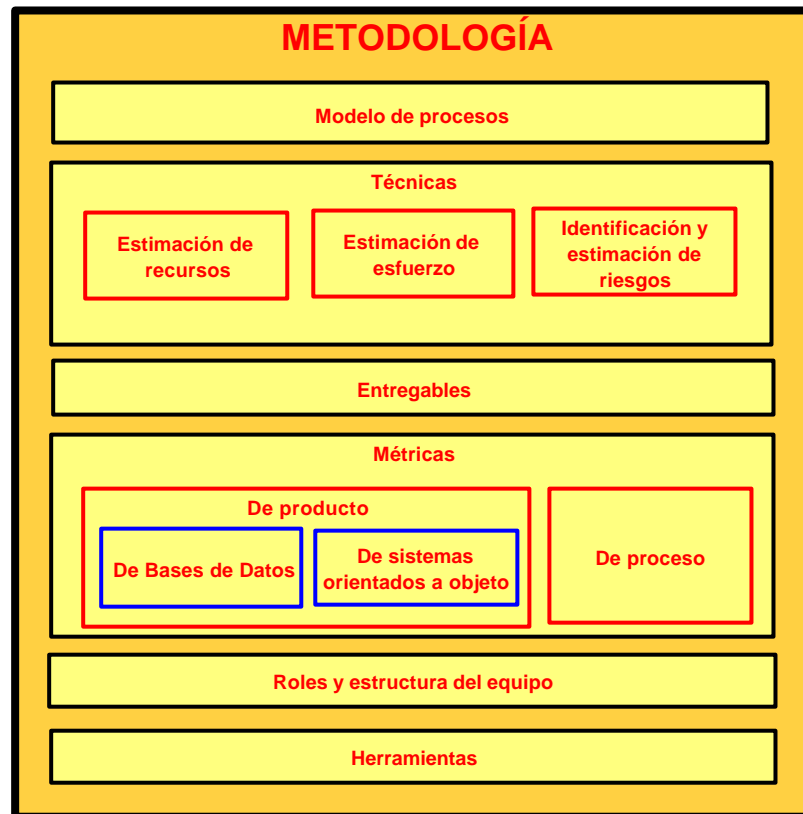 METODOLOGÍA
Modelo de procesos
Técnicas
Estimación de
recursos
Estimación de
esfuerzo
Identificación y
estimación de
riesgos
Entregables
Métricas
De producto
De Bases de Datos
De sistemas
orientados a objeto
De proceso
Roles y estructura del equipo
Herramientas